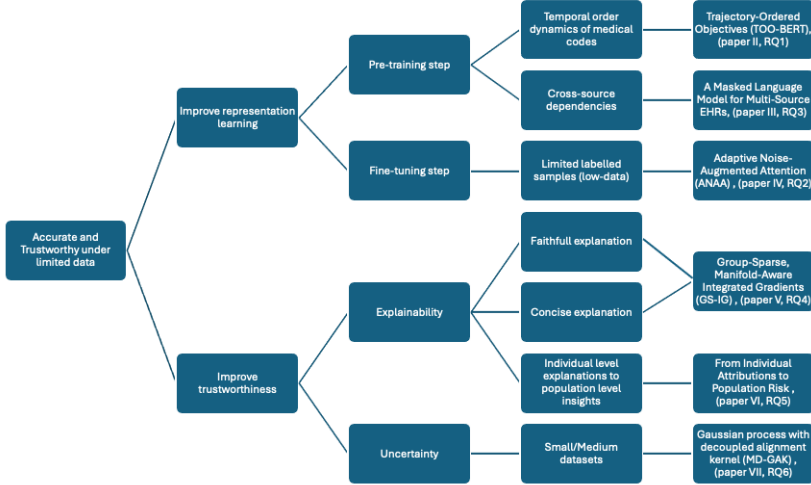 Accurate and
Trustworthy under
limited data
Improve representation
learning
Improve
trustworthiness
Pre-training step
Fine-tuning step
Explainability
Uncertainty
Temporal order
dynamics of medical
codes
Cross-source
dependencies
Limited labelled
samples (low-data)
Faithfull explanation
Concise explanation
Individual level
explanations to
population level
insights
Small/Medium
datasets
Trajectory-Ordered
Objectives (TOO-BERT),
(paper II, RQ1)
A Masked Language
Model for Multi-Source
EHRs, (paper III, RQ3)
Adaptive Noise-
Augmented Attention
(ANAA) , (paper IV, RQ2)
Group-Sparse,
Manifold-Aware
Integrated Gradients
(GS-IG) , (paper V, RQ4)
From Individual
Attributions to
Population Risk ,
(paper VI, RQ5)
Gaussian process with
decoupled alignment
kernel (MD-GAK) ,
(paper VII, RQ6)